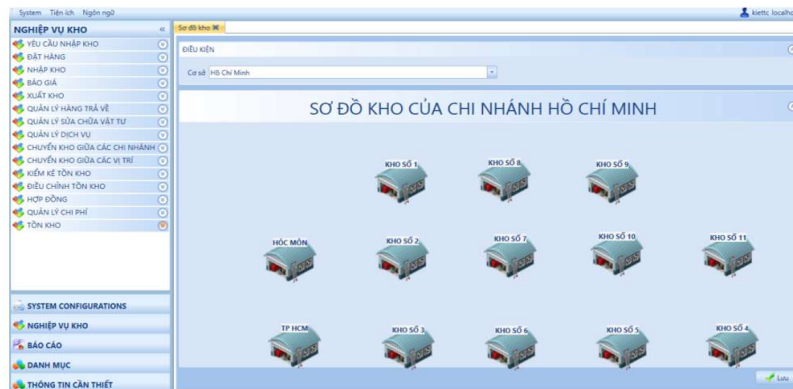 System Tiện ích Ngôn ngữ
kiettc localho
NGHIỆP VỤ KHO
YÊU CẦU NHẬP KHO
ĐẶT HÀNG
NHẬP KHO
BÁO GIÁ
XUẤT KHO
QUẢN LÝ HÀNG TRẢ VỀ
QUẢN LÝ SỬA CHỮA VẬT TƯ
QUẢN LÝ DỊCH VỤ
CHUYỂN KHO GIỮA CÁC CHI NHÁNH
CHUYỂN KHO GIỮA CÁC VỊ TRÍ
KIỂM KÊ TỒN KHO
ĐIỀU CHỈNH TỒN KHO
HỢP ĐỒNG
QUẢN LÝ CHI PHÍ
TỒN KHO
SYSTEM CONFIGURATIONS
NGHIỆP VỤ KHO
BÁO CÁO
DANH MỤC
THÔNG TIN CẦN THIẾT
Sơ đồ kho
ĐIỀU KIỆN
Cơ sở Hồ Chí Minh
SƠ ĐỒ KHO CỦA CHI NHÁNH HỒ CHÍ MINH
KHO SỐ 1 KHO SỐ 8 KHO SỐ 9
HÓC MÔN KHO SỐ 2 KHO SỐ 7 KHO SỐ 10 KHO SỐ 11
TP HCM KHO SỐ 3 KHO SỐ 6 KHO SỐ 5 KHO SỐ 4
Lưu